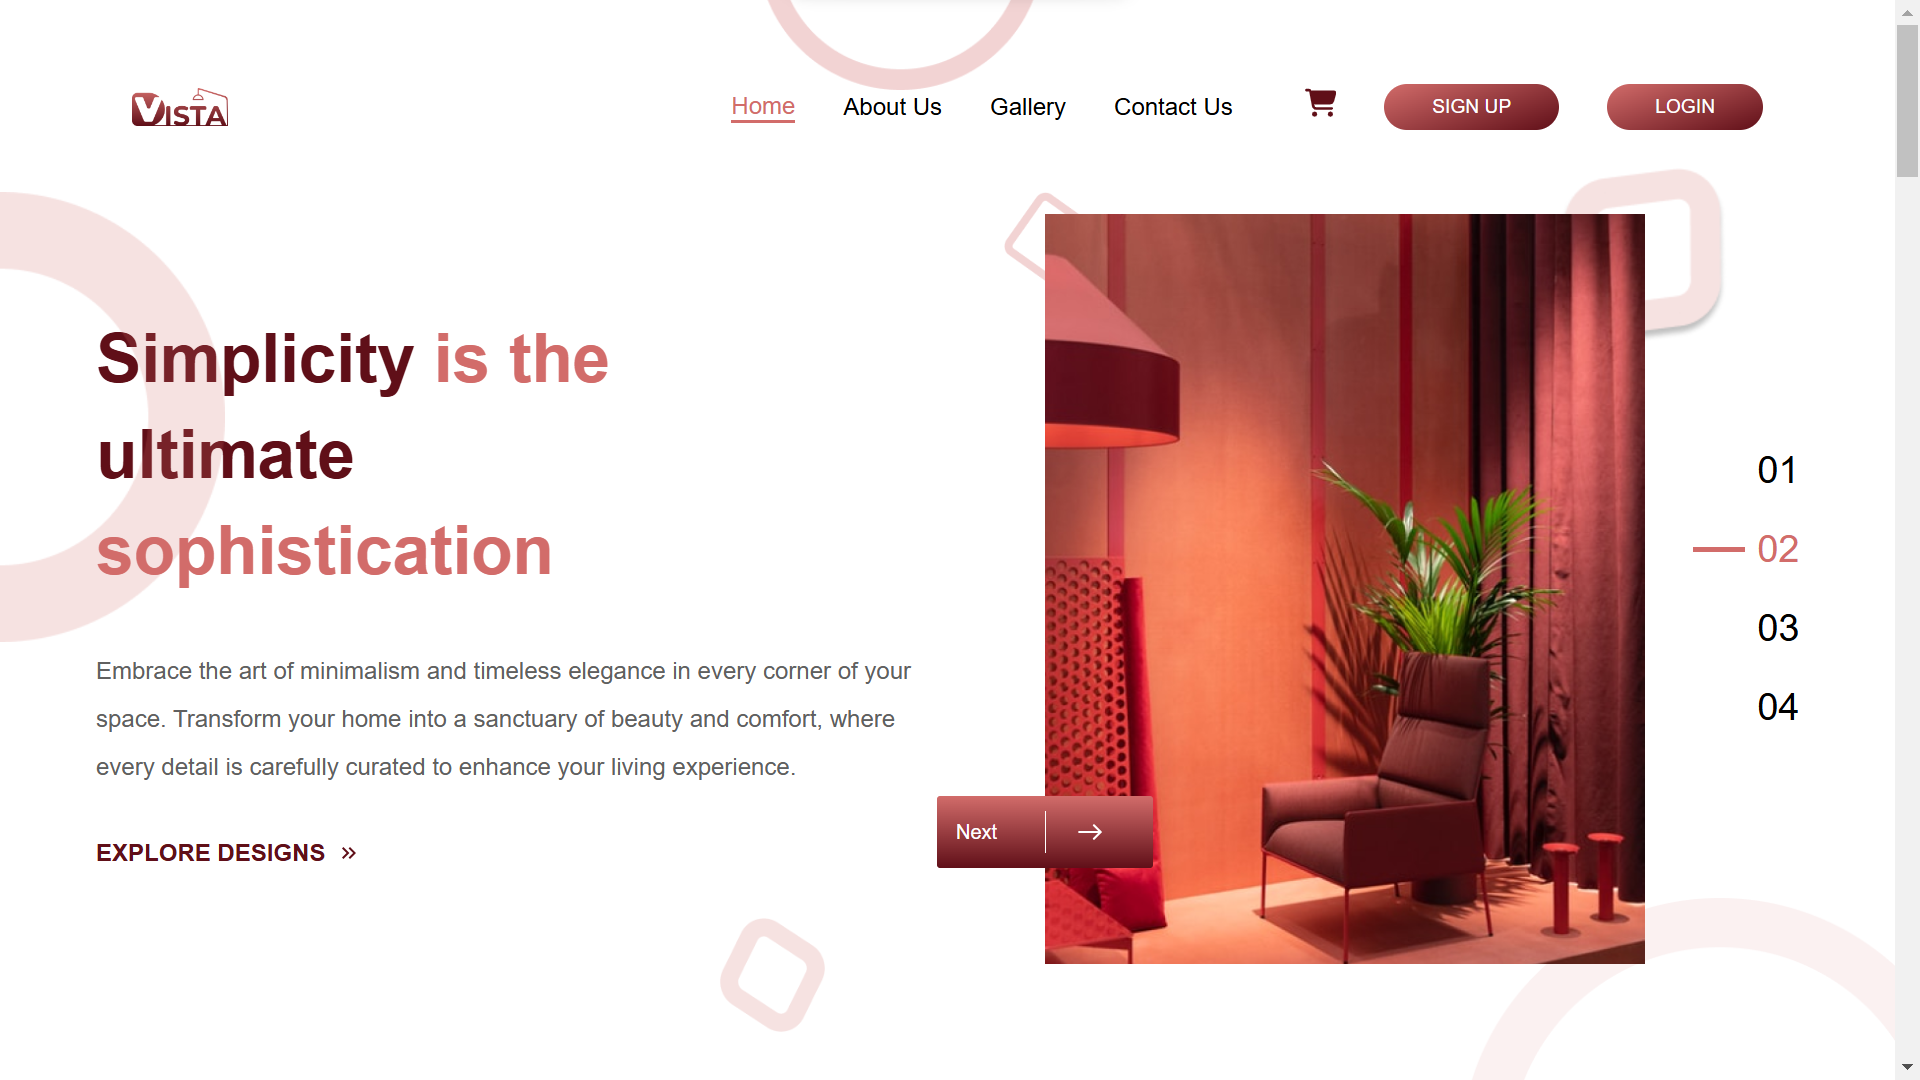 VISTA
Home
About Us
Gallery
Contact Us
SIGN UP
LOGIN
Simplicity is the
ultimate
sophistication
Embrace the art of minimalism and timeless elegance in every corner of your
space. Transform your home into a sanctuary of beauty and comfort, where
every detail is carefully curated to enhance your living experience.
EXPLORE DESIGNS
Next
01
02
03
04